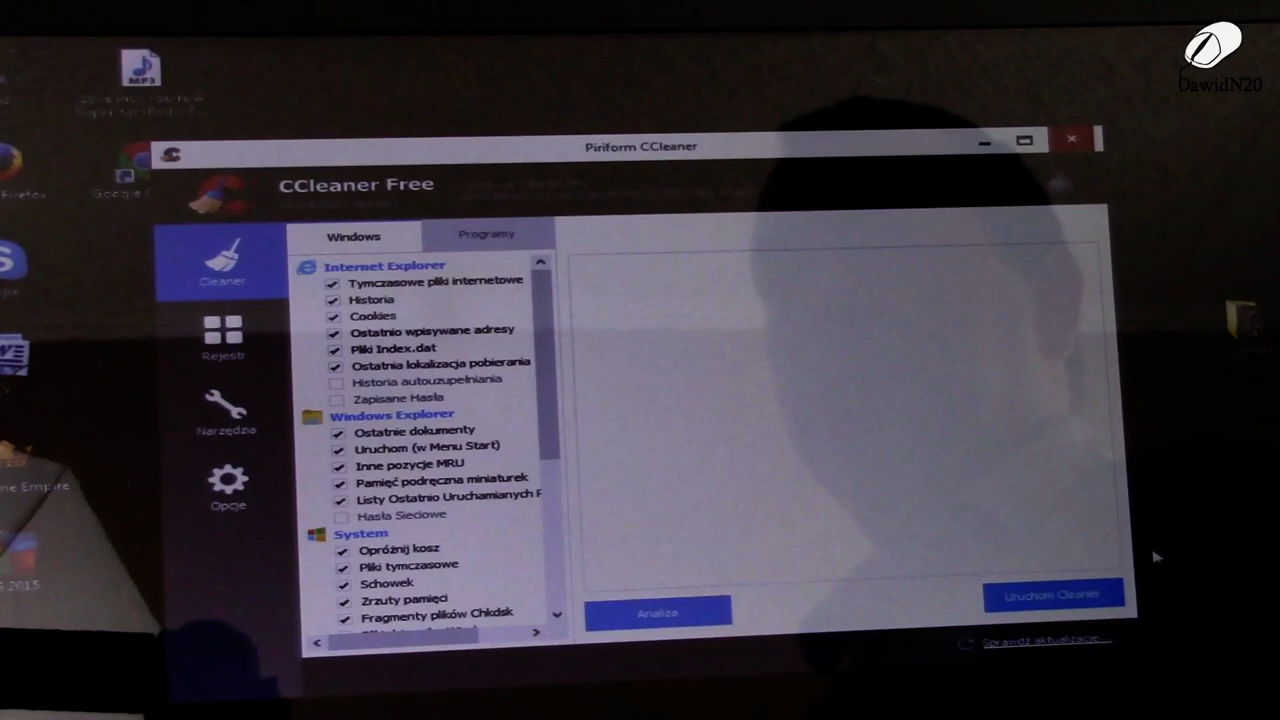 DawidN20
MP3
Piriform CCleaner
Firefox
Google
CCleaner Free
Windows
Programy
Cleaner
Rejestr
Narzędzia
Opcje
Internet Explorer
Tymczasowe pliki internetowe
Historia
Cookies
Ostatnio wpisywane adresy
Pliki Index.dat
Ostatnia lokalizacja pobierania
Historia autouzupełniania
Zapisane Hasła
Windows Explorer
Ostatnie dokumenty
Uruchom (w Menu Start)
Inne pozycje MRU
Pamięć podręczna miniaturek
Listy Ostatnio Uruchamianych P
Hasła Sieciowe
System
Opróżnij kosz
Pliki tymczasowe
Schowek
Zrzuty pamięci
Fragmenty plików Chkdsk
Analiza
Uruchom Cleaner
Sprawdź aktualizacje...
me Empire
S 2015